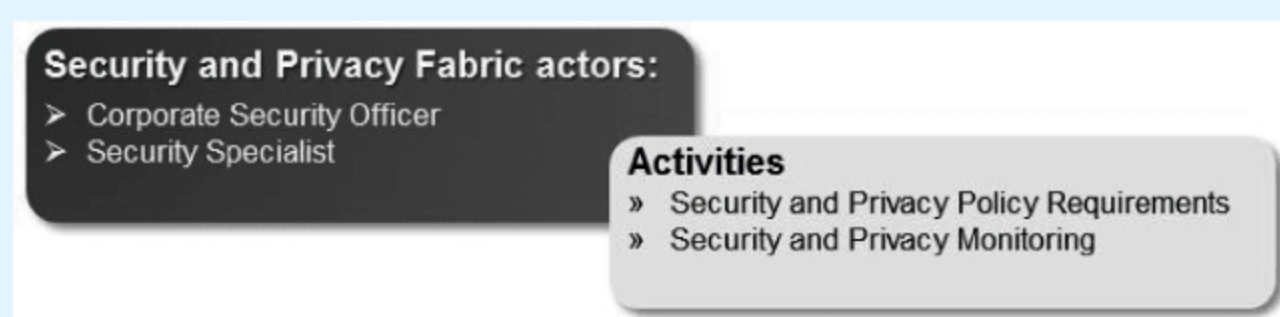 Security and Privacy Fabric actors:
➢ Corporate Security Officer
➢ Security Specialist
Activities
» Security and Privacy Policy Requirements
» Security and Privacy Monitoring